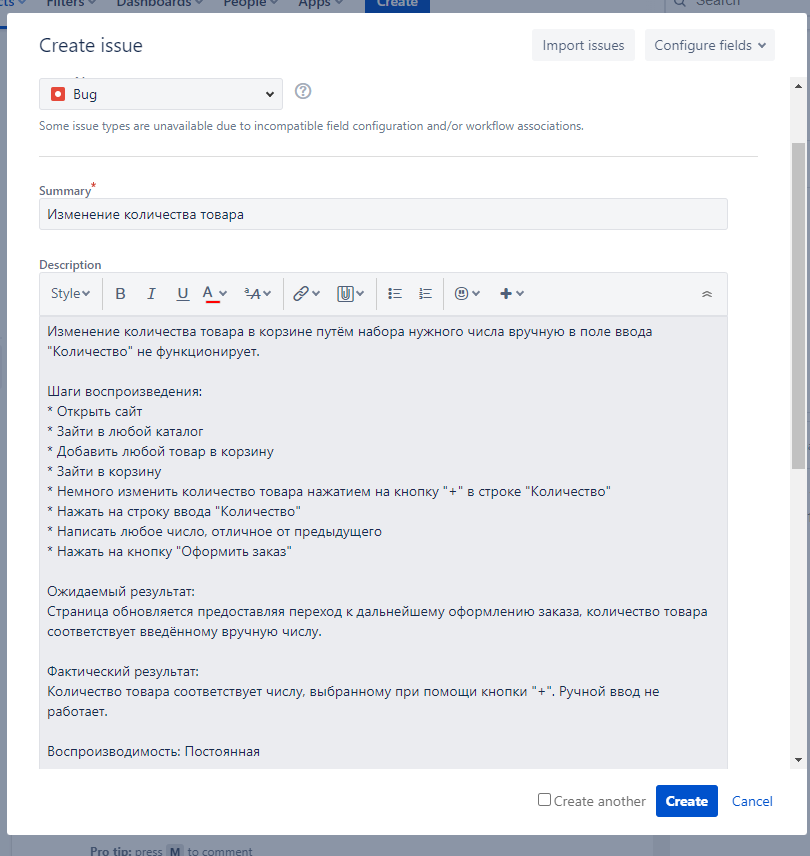 Filters
Dashboards
People
Apps
Create
Search
Create issue
Import issues
Configure fields
Bug
Some issue types are unavailable due to incompatible field configuration and/or workflow associations.
Summary*
Изменение количества товара
Description
Style
B I U A ªA
Изменение количества товара в корзине путём набора нужного числа вручную в поле ввода
"Количество" не функционирует.
Шаги воспроизведения:
* Открыть сайт
* Зайти в любой каталог
* Добавить любой товар в корзину
* Зайти в корзину
* Немного изменить количество товара нажатием на кнопку "+" в строке "Количество"
* Нажать на строку ввода "Количество"
* Написать любое число, отличное от предыдущего
* Нажать на кнопку "Оформить заказ"
Ожидаемый результат:
Страница обновляется предоставляя переход к дальнейшему оформлению заказа, количество товара
соответствует введённому вручную числу.
Фактический результат:
Количество товара соответствует числу, выбранному при помощи кнопки "+". Ручной ввод не
работает.
Воспроизводимость: Постоянная
Create another
Create
Cancel
Pro tip: press M to comment